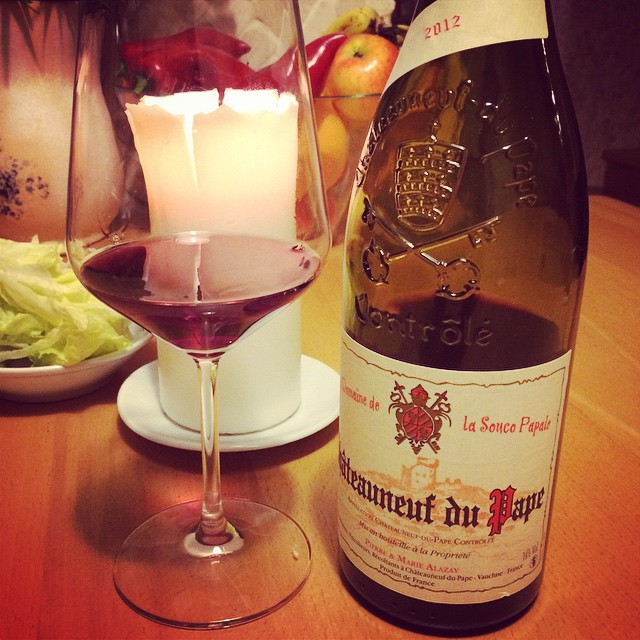 2012
Chateauneuf-du-Pape
Contrôlé
Domaine de
la Souco Papale
Châteauneuf du Pape
APPELLATION CHÂTEAUNEUF-DU-PAPE CONTRÔLÉE
Mis en bouteille à la Propriété
PIERRE & MARIE ALAZAY
Récoltants à Châteauneuf-du-Pape - Vaucluse - France
Produit de France